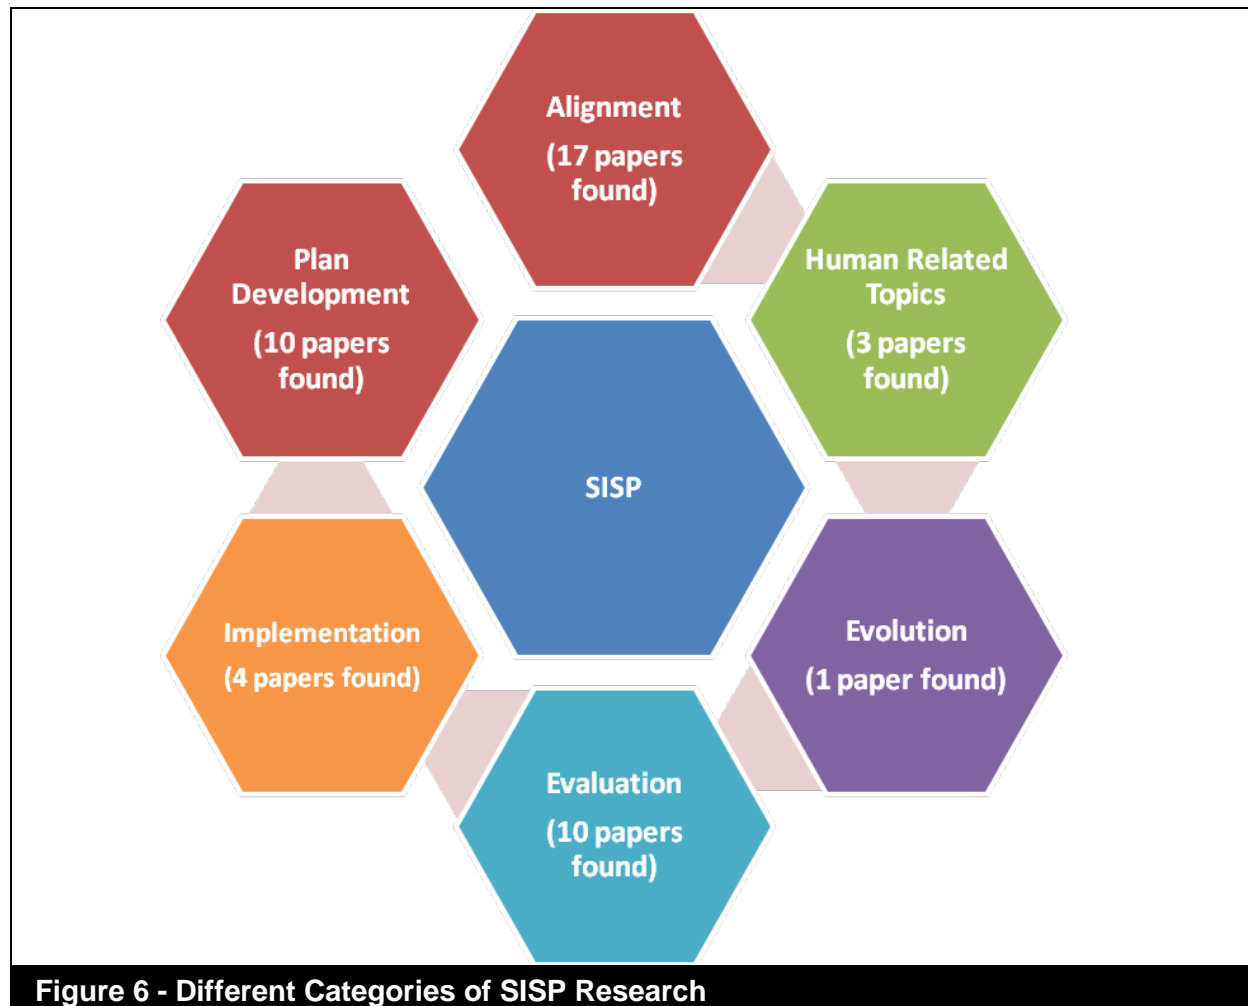 Alignment
(17 papers
found)
Plan
Development
(10 papers
found)
Human Related
Topics
(3 papers
found)
SISP
Implementation
(4 papers found)
Evolution
(1 paper found)
Evaluation
(10 papers
found)
Figure 6 - Different Categories of SISP Research